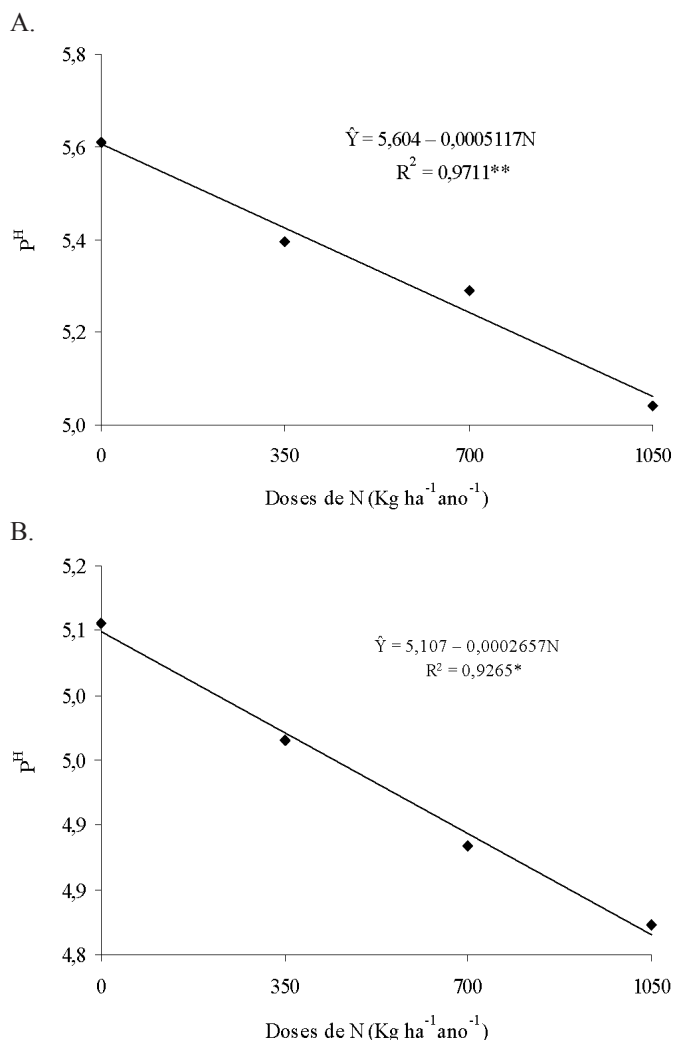 A.
5,8
5,6
5,4
5,2
5,0
Ŷ = 5,604 – 0,0005117N
R² = 0,9711**
Pᴴ
0 350 700 1050
Doses de N (Kg ha⁻¹ano⁻¹)
B.
5,2
5,1
5,0
5,0
4,9
4,9
4,8
Ŷ = 5,107 – 0,0002657N
R² = 0,9265*
Pᴴ
0 350 700 1050
Doses de N (Kg ha⁻¹ano⁻¹)